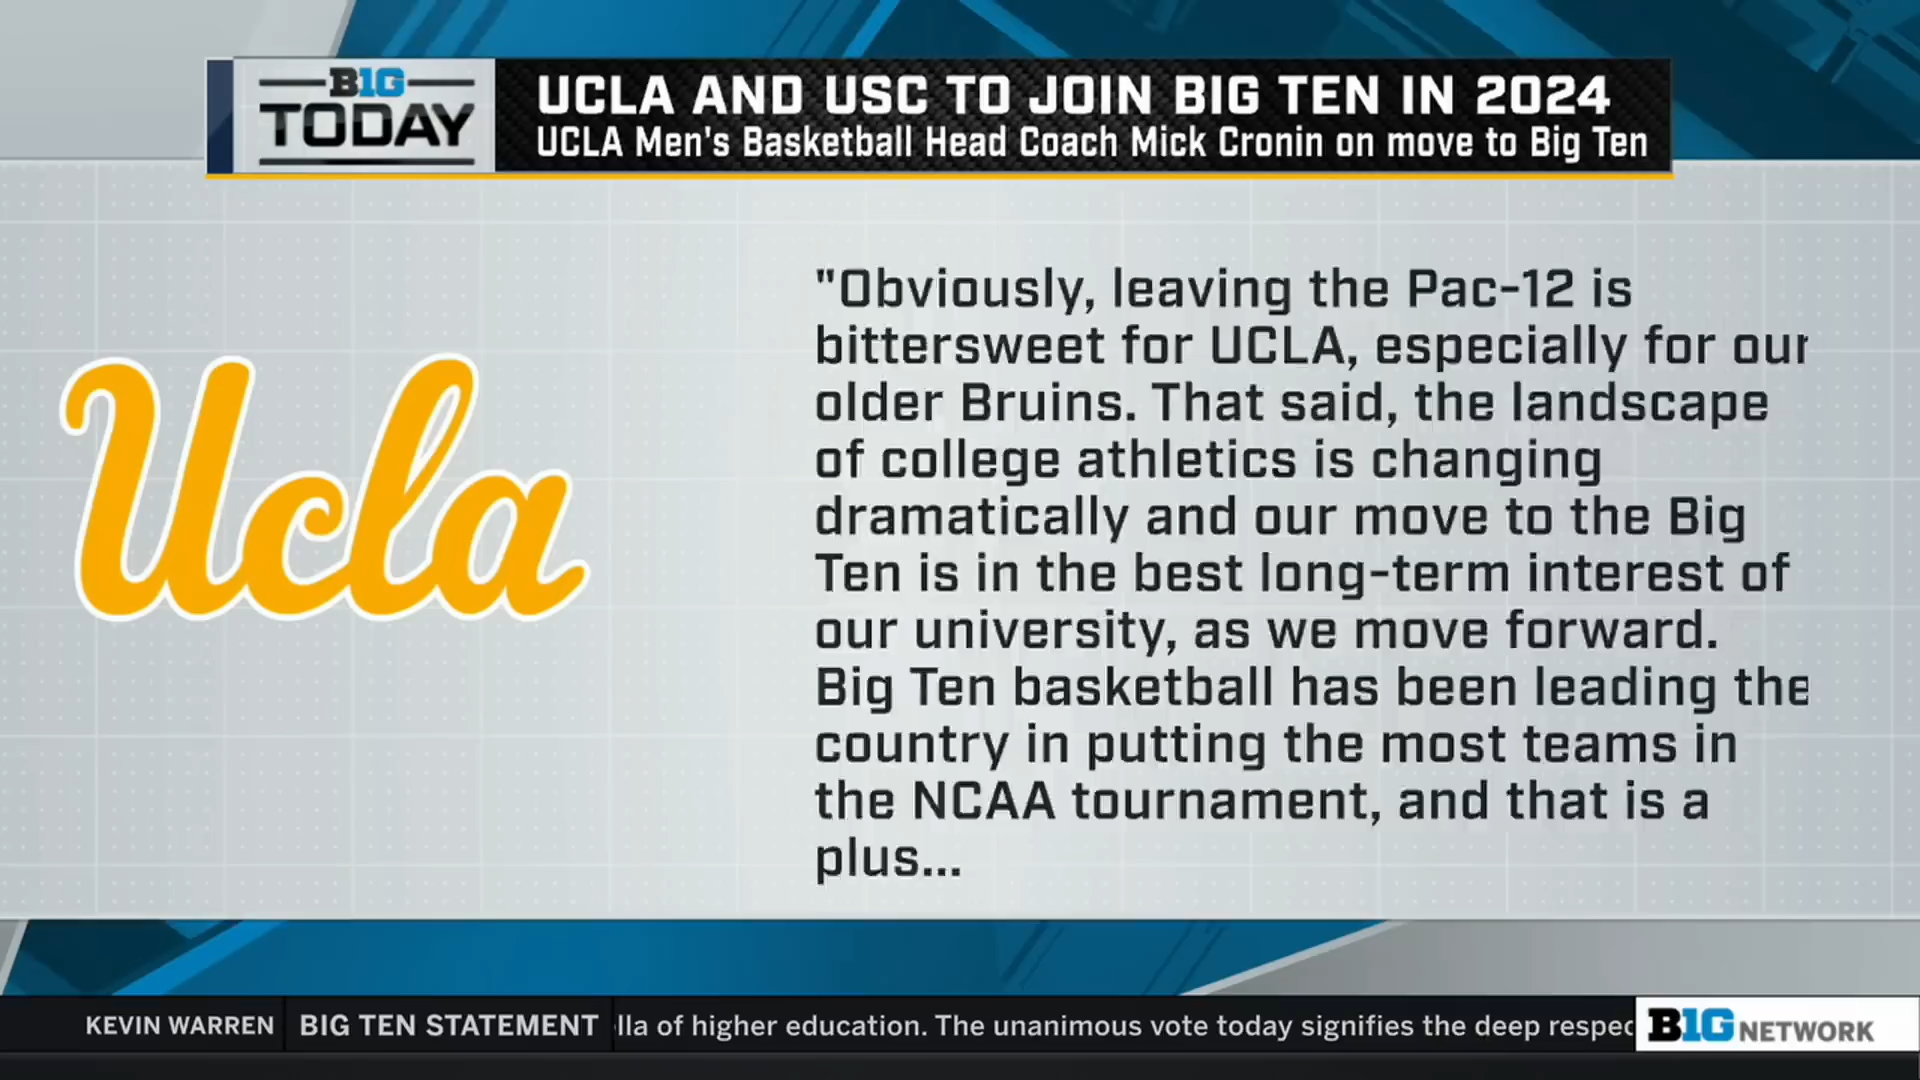 B1G
TODAY
UCLA AND USC TO JOIN BIG TEN IN 2024
UCLA Men's Basketball Head Coach Mick Cronin on move to Big Ten
Ucla
"Obviously, leaving the Pac-12 is
bittersweet for UCLA, especially for our
older Bruins. That said, the landscape
of college athletics is changing
dramatically and our move to the Big
Ten is in the best long-term interest of
our university, as we move forward.
Big Ten basketball has been leading the
country in putting the most teams in
the NCAA tournament, and that is a
plus...
KEVIN WARREN BIG TEN STATEMENT lla of higher education. The unanimous vote today signifies the deep respec B1G NETWORK